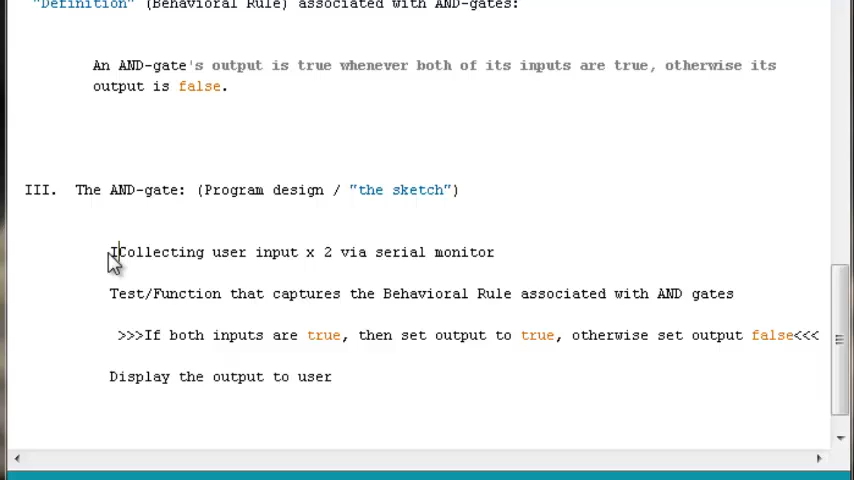 "Definition" (Behavioral Rule) associated with AND-gates:
An AND-gate's output is true whenever both of its inputs are true, otherwise its
output is false.
III. The AND-gate: (Program design / "the sketch")
ICollecting user input x 2 via serial monitor
Test/Function that captures the Behavioral Rule associated with AND gates
>>>If both inputs are true, then set output to true, otherwise set output false<<<
Display the output to user